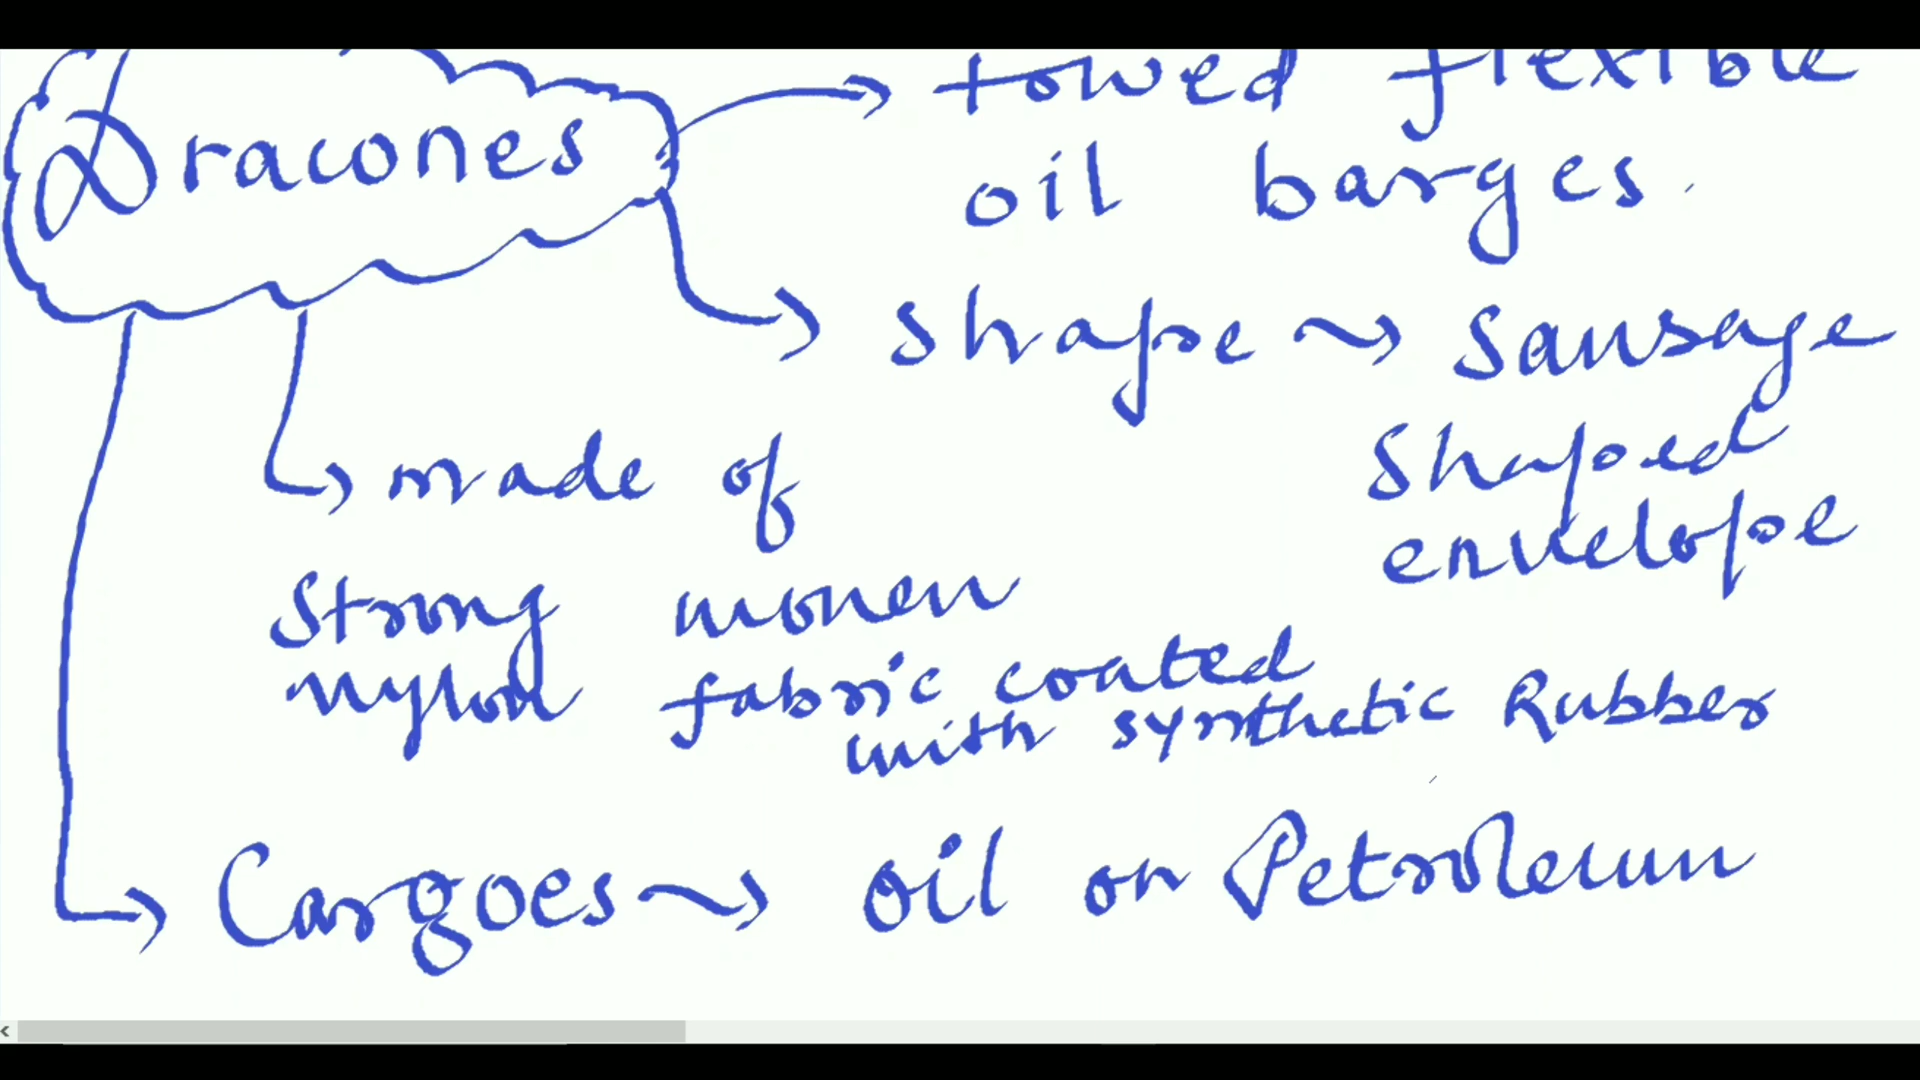 towed flexible
Dracones
oil barges.
shape → Sausage
shaped
envelope
made of
Strong woven
nylon fabric coated
with synthetic Rubber
Cargoes → Oil or Petroleum